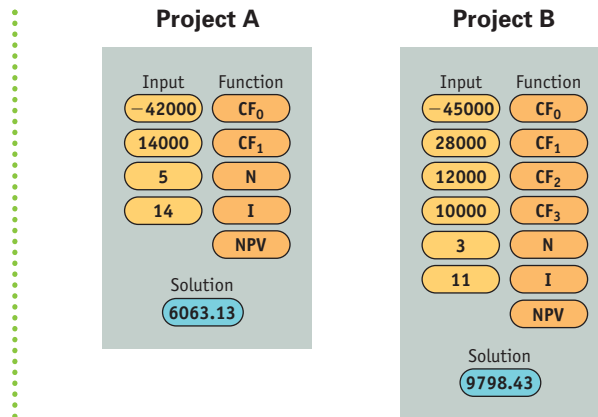 Project A
Input Function
−42000 CF₀
14000 CF₁
5 N
14 I
NPV
Solution
6063.13
Project B
Input Function
−45000 CF₀
28000 CF₁
12000 CF₂
10000 CF₃
3 N
11 I
NPV
Solution
9798.43